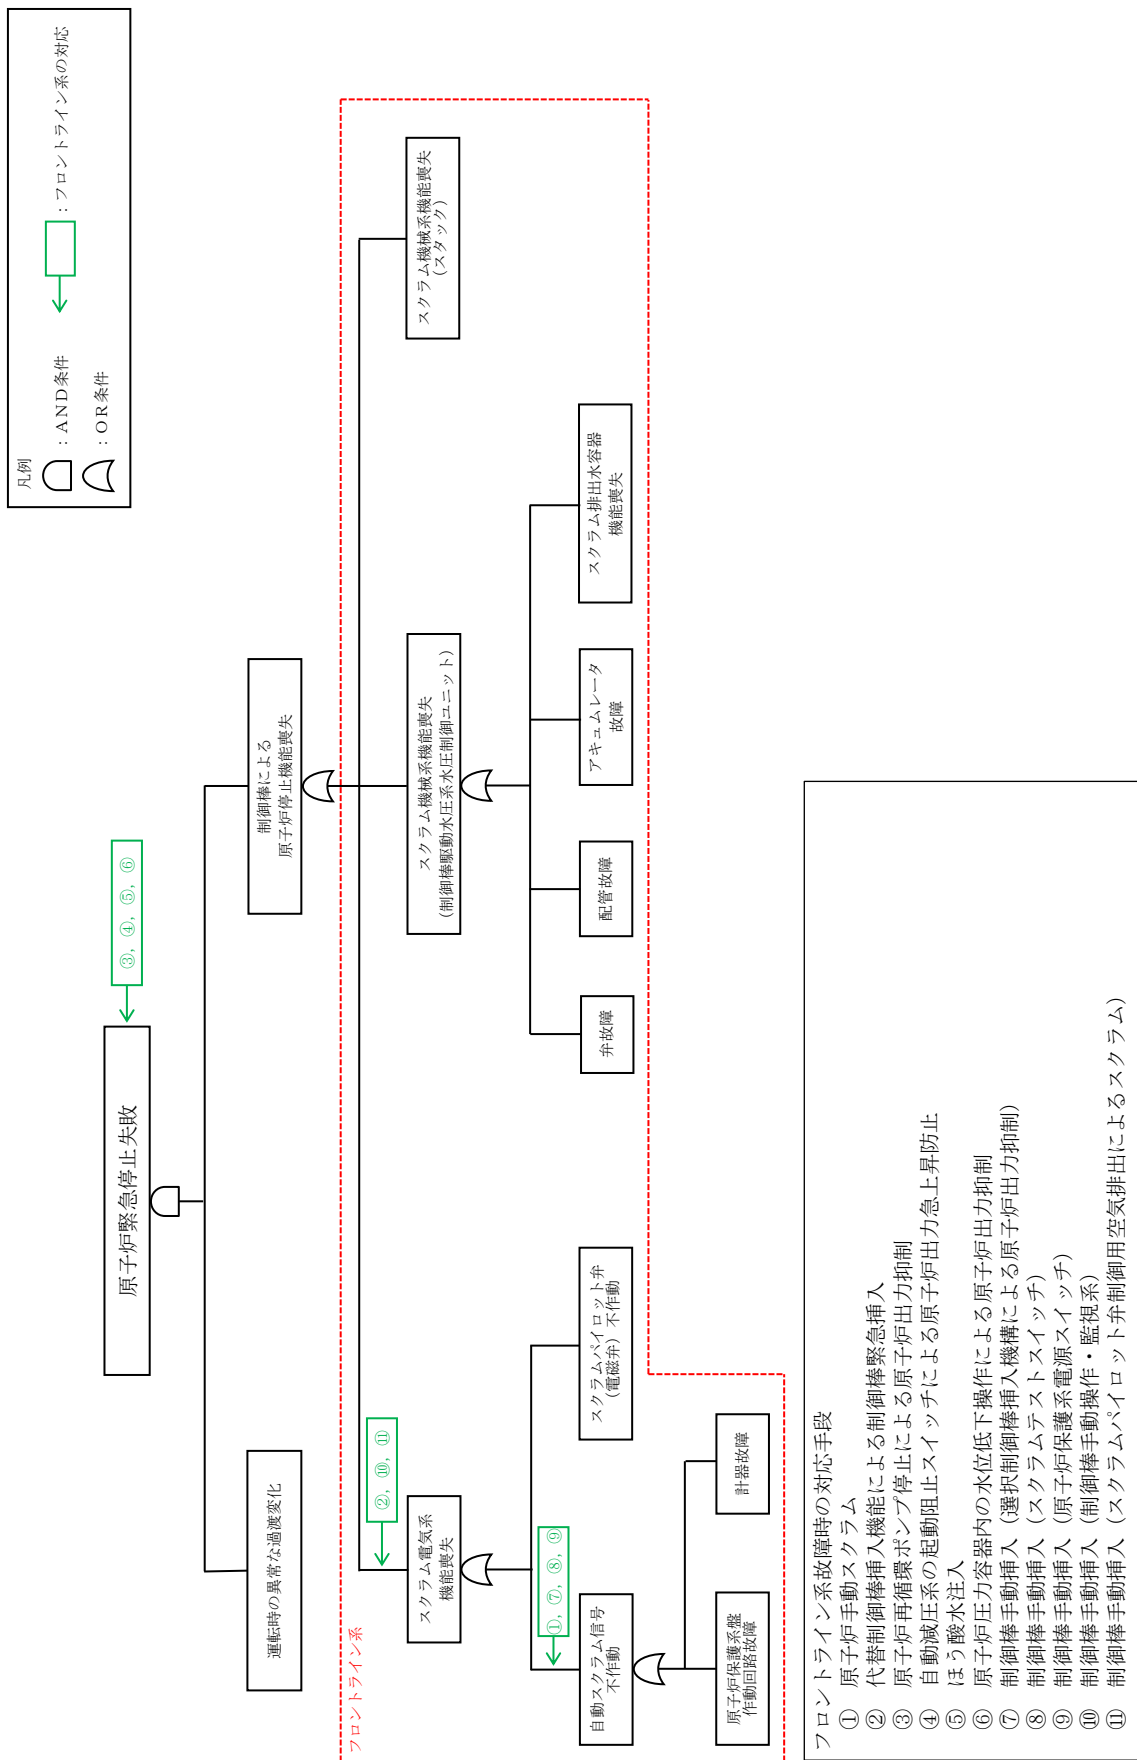 凡例
：AND条件
：OR条件
：フロントライン系の対応
原子炉緊急停止失敗
③，④，⑤，⑥
運転時の異常な過渡変化
制御棒による
原子炉停止機能喪失
フロントライン系
②，⑩，⑪
スクラム電気系
機能喪失
スクラム機械系機能喪失
（制御棒駆動水圧系水圧制御ユニット）
スクラム機械系機能喪失
（スタック）
①，⑦，⑧，⑨
自動スクラム信号
不作動
スクラムパイロット弁
（電磁弁）不作動
弁故障
配管故障
アキュムレータ
故障
スクラム排出水容器
機能喪失
原子炉保護系盤
作動回路故障
計器故障
フロントライン系故障時の対応手段
① 原子炉手動スクラム
② 代替制御棒挿入機能による制御棒緊急挿入
③ 原子炉再循環ポンプ停止による原子炉出力抑制
④ 自動減圧系の起動阻止スイッチによる原子炉出力急上昇防止
⑤ ほう酸水注入
⑥ 原子炉圧力容器内の水位低下操作による原子炉出力抑制
⑦ 制御棒手動挿入（選択制御棒挿入機構による原子炉出力抑制）
⑧ 制御棒手動挿入（スクラムテストスイッチ）
⑨ 制御棒手動挿入（原子炉保護系電源スイッチ）
⑩ 制御棒手動挿入（制御棒手動操作・監視系）
⑪ 制御棒手動挿入（スクラムパイロット弁制御用空気排出によるスクラム）